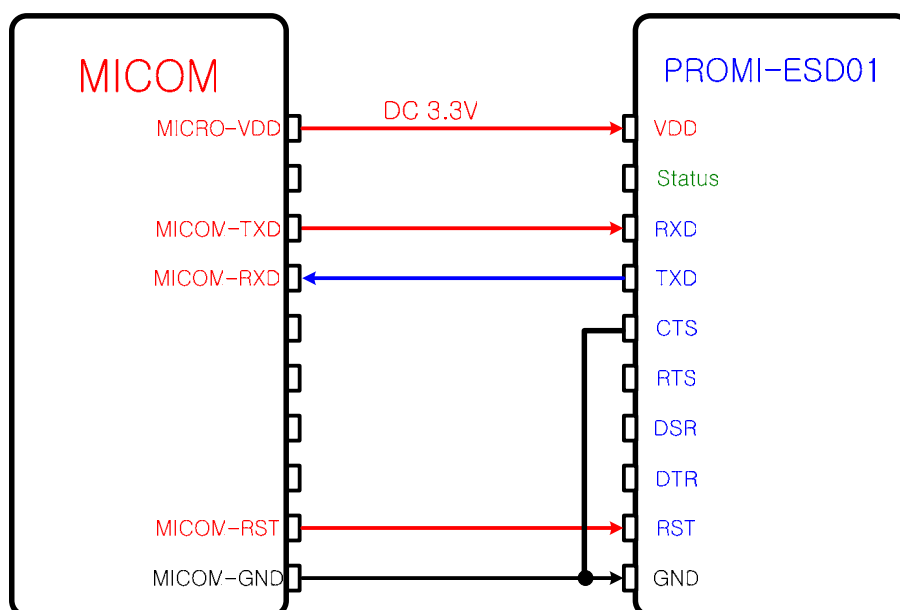 MICOM
PROMI-ESD01
DC 3.3V
MICRO-VDD
VDD
Status
MICOM-TXD
RXD
MICOM-RXD
TXD
CTS
RTS
DSR
DTR
MICOM-RST
RST
MICOM-GND
GND